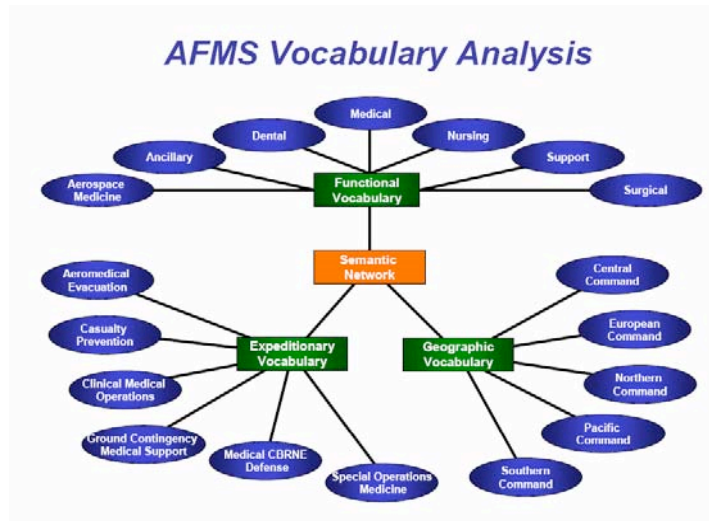 AFMS Vocabulary Analysis
Medical
Dental
Nursing
Ancillary
Support
Aerospace
Medicine
Functional
Vocabulary
Surgical
Semantic
Network
Aeromedical
Evacuation
Central
Command
Casualty
Prevention
Expeditionary
Vocabulary
Geographic
Vocabulary
European
Command
Clinical Medical
Operations
Northern
Command
Ground Contingency
Medical Support
Medical CBRNE
Defense
Special Operations
Medicine
Pacific
Command
Southern
Command